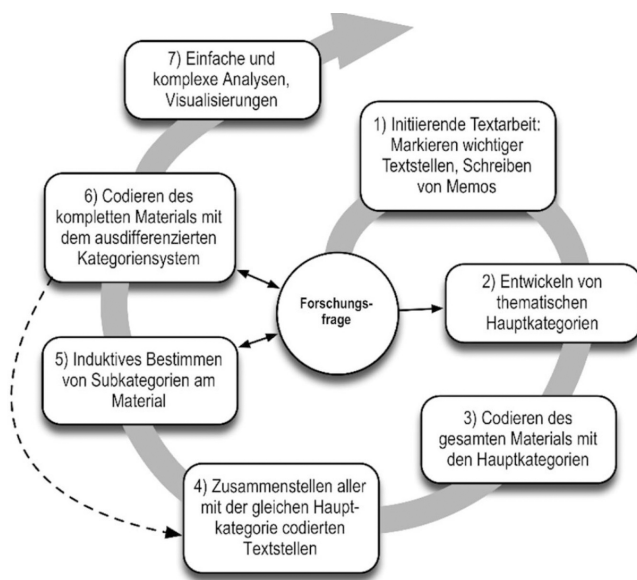 7) Einfache und
komplexe Analysen,
Visualisierungen
1) Initiierende Textarbeit:
Markieren wichtiger
Textstellen, Schreiben
von Memos
6) Codieren des
kompletten Materials mit
dem ausdifferenzierten
Kategoriensystem
Forschungs-
frage
2) Entwickeln von
thematischen
Hauptkategorien
5) Induktives Bestimmen
von Subkategorien am
Material
3) Codieren des
gesamten Materials mit
den Hauptkategorien
4) Zusammenstellen aller
mit der gleichen Haupt-
kategorie codierten
Textstellen